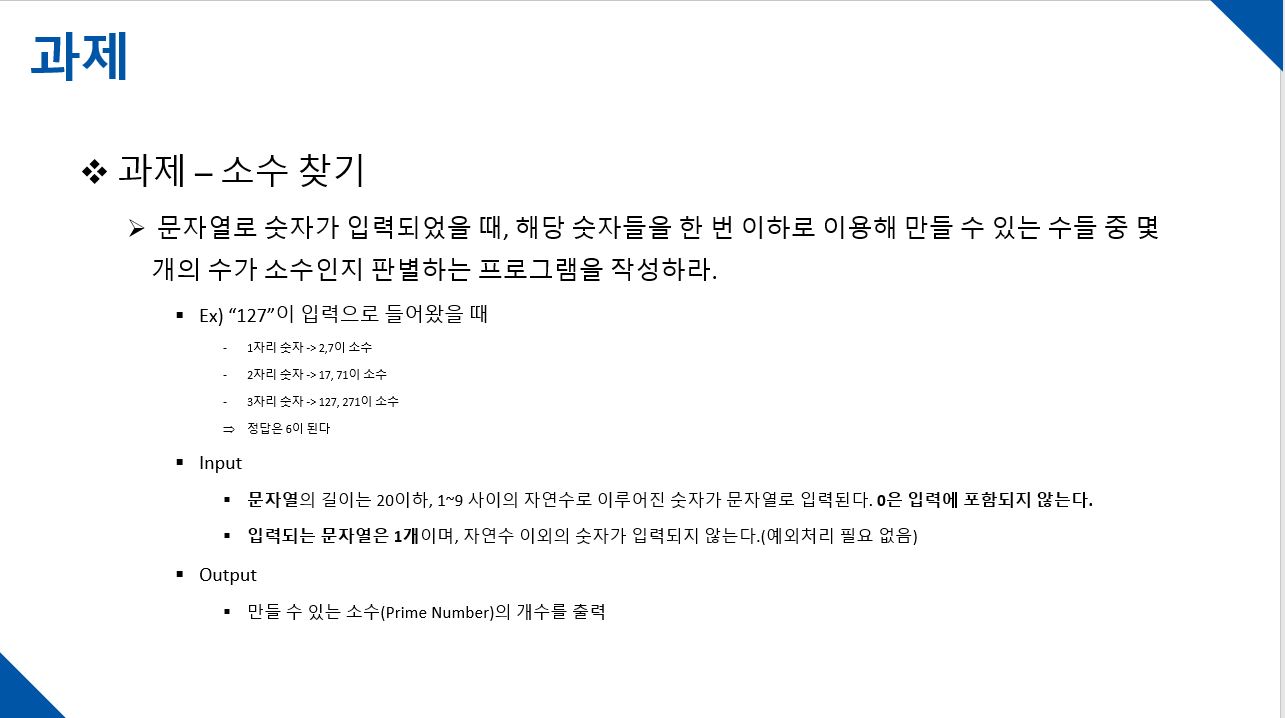 과제
❖ 과제 – 소수 찾기
➢ 문자열로 숫자가 입력되었을 때, 해당 숫자들을 한 번 이하로 이용해 만들 수 있는 수들 중 몇
개의 수가 소수인지 판별하는 프로그램을 작성하라.
▪ Ex) “127”이 입력으로 들어왔을 때
- 1자리 숫자 -> 2,7이 소수
- 2자리 숫자 -> 17, 71이 소수
- 3자리 숫자 -> 127, 271이 소수
⇒ 정답은 6이 된다
▪ Input
▪ 문자열의 길이는 20이하, 1~9 사이의 자연수로 이루어진 숫자가 문자열로 입력된다. 0은 입력에 포함되지 않는다.
▪ 입력되는 문자열은 1개이며, 자연수 이외의 숫자가 입력되지 않는다.(예외처리 필요 없음)
▪ Output
▪ 만들 수 있는 소수(Prime Number)의 개수를 출력